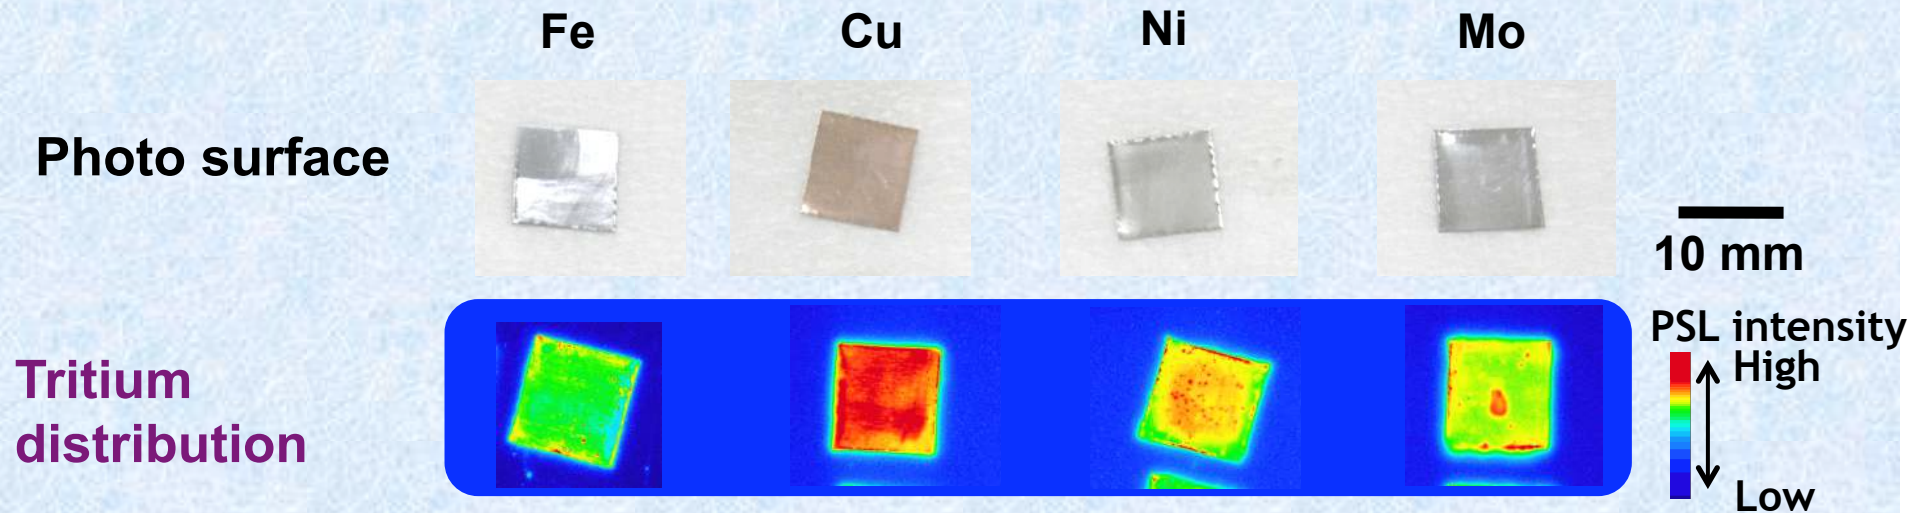 Fe Cu Ni Mo
Photo surface
10 mm
PSL intensity
High
Tritium
distribution
Low